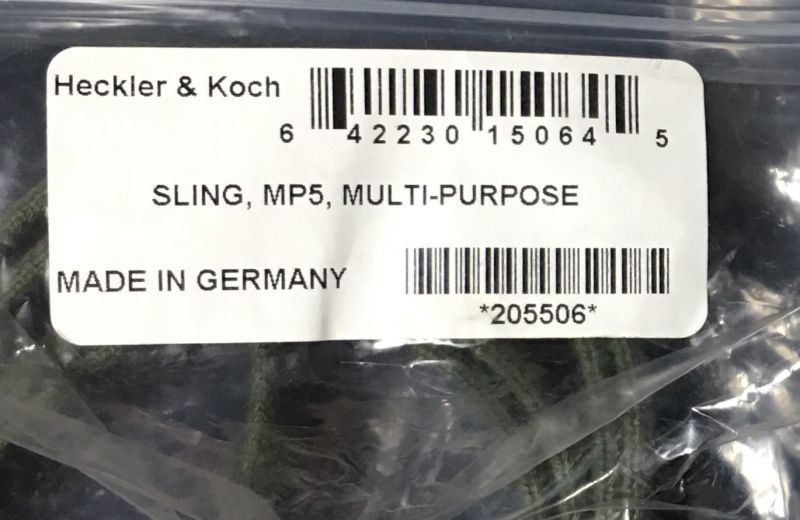 Heckler & Koch
6 42230 15064 5
SLING, MP5, MULTI-PURPOSE
MADE IN GERMANY
*205506*